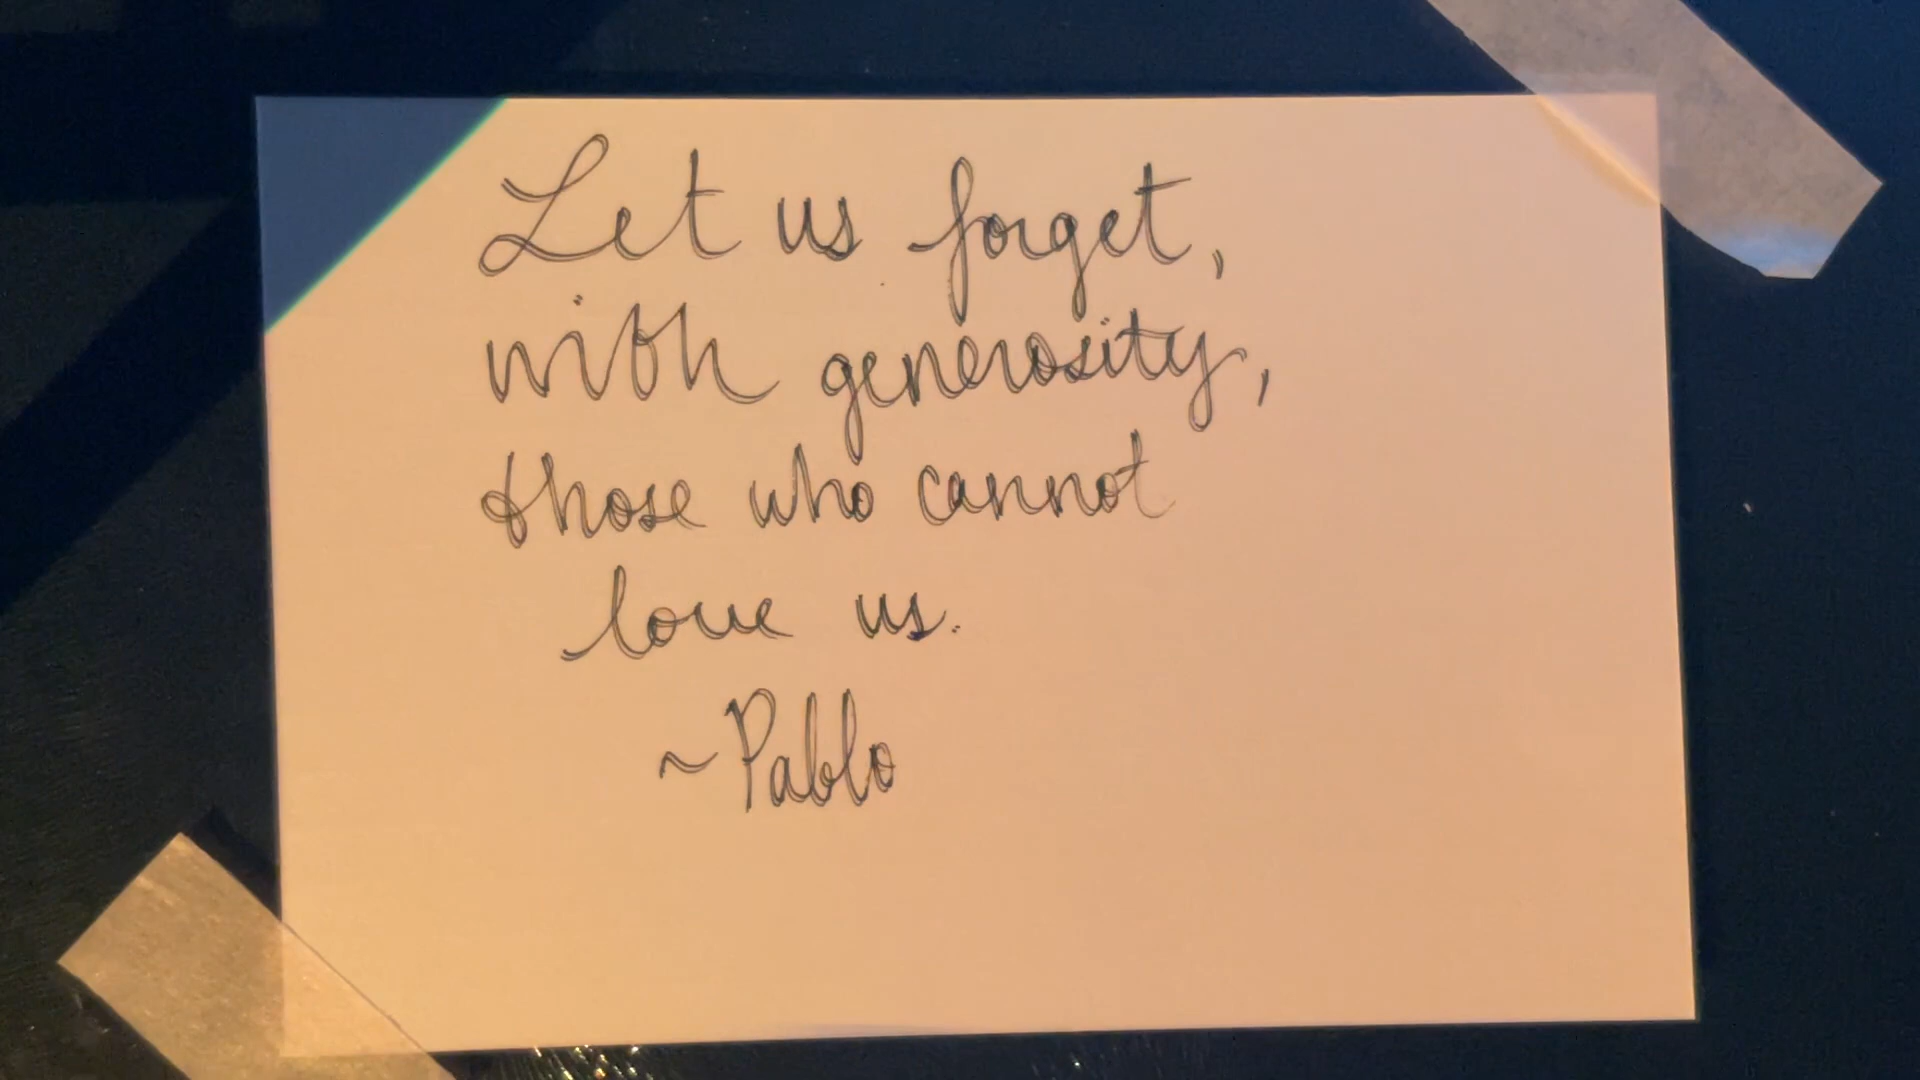 Let us forget,
with generosity,
those who cannot
love us.
~Pablo